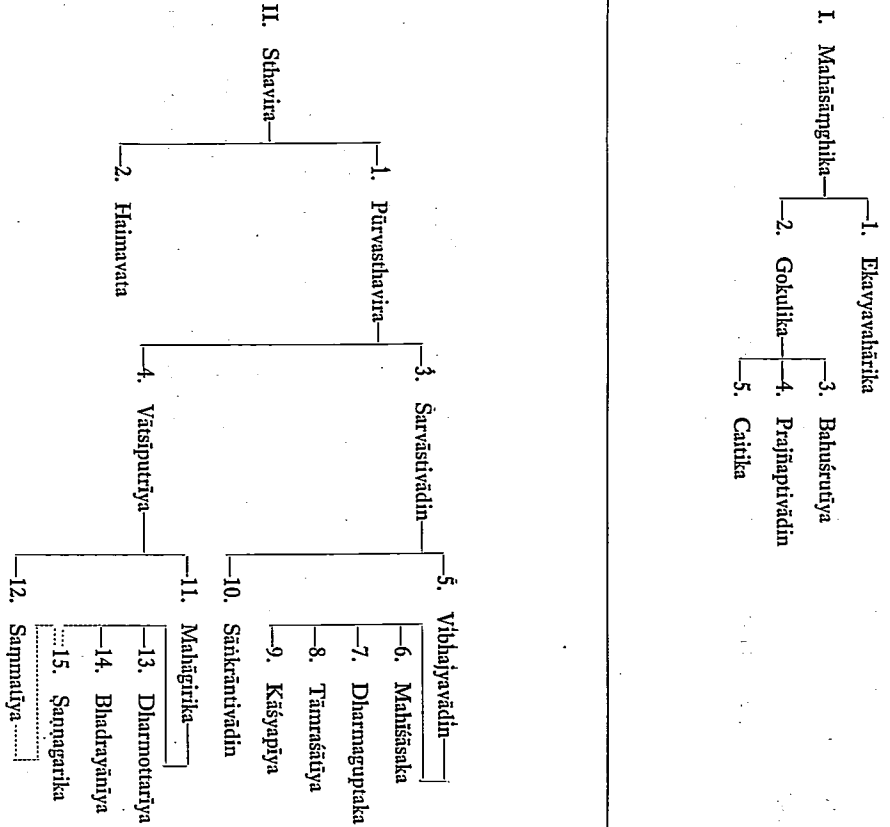 I. Mahāsāṃghika
1. Ekavyavahārika
2. Gokulika
3. Bahuśrutīya
4. Prajñaptivādin
5. Caitika
II. Sthavira
1. Pūrvasthavira
2. Haimavata
3. Sarvāstivādin
4. Vātsīputrīya
5. Vibhajyavādin
6. Mahīśāsaka
7. Dharmaguptaka
8. Tāmraśāṭīya
9. Kāśyapīya
10. Sāṅkrāntivādin
11. Mahāgirika
12. Sammatīya
13. Dharmottarīya
14. Bhadrayānīya
15. Ṣaṇṇagarika